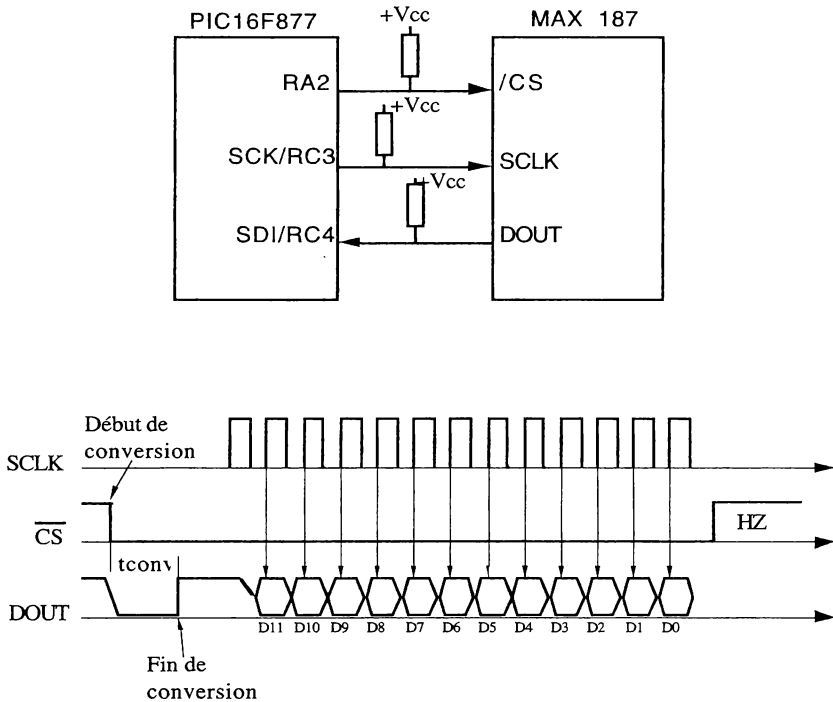 PIC16F877
+Vcc
MAX 187
RA2
/CS
+Vcc
SCK/RC3
SCLK
+Vcc
SDI/RC4
DOUT
Début de
conversion
SCLK
CS
HZ
tconv
DOUT
D11 D10 D9 D8 D7 D6 D5 D4 D3 D2 D1 D0
Fin de
conversion